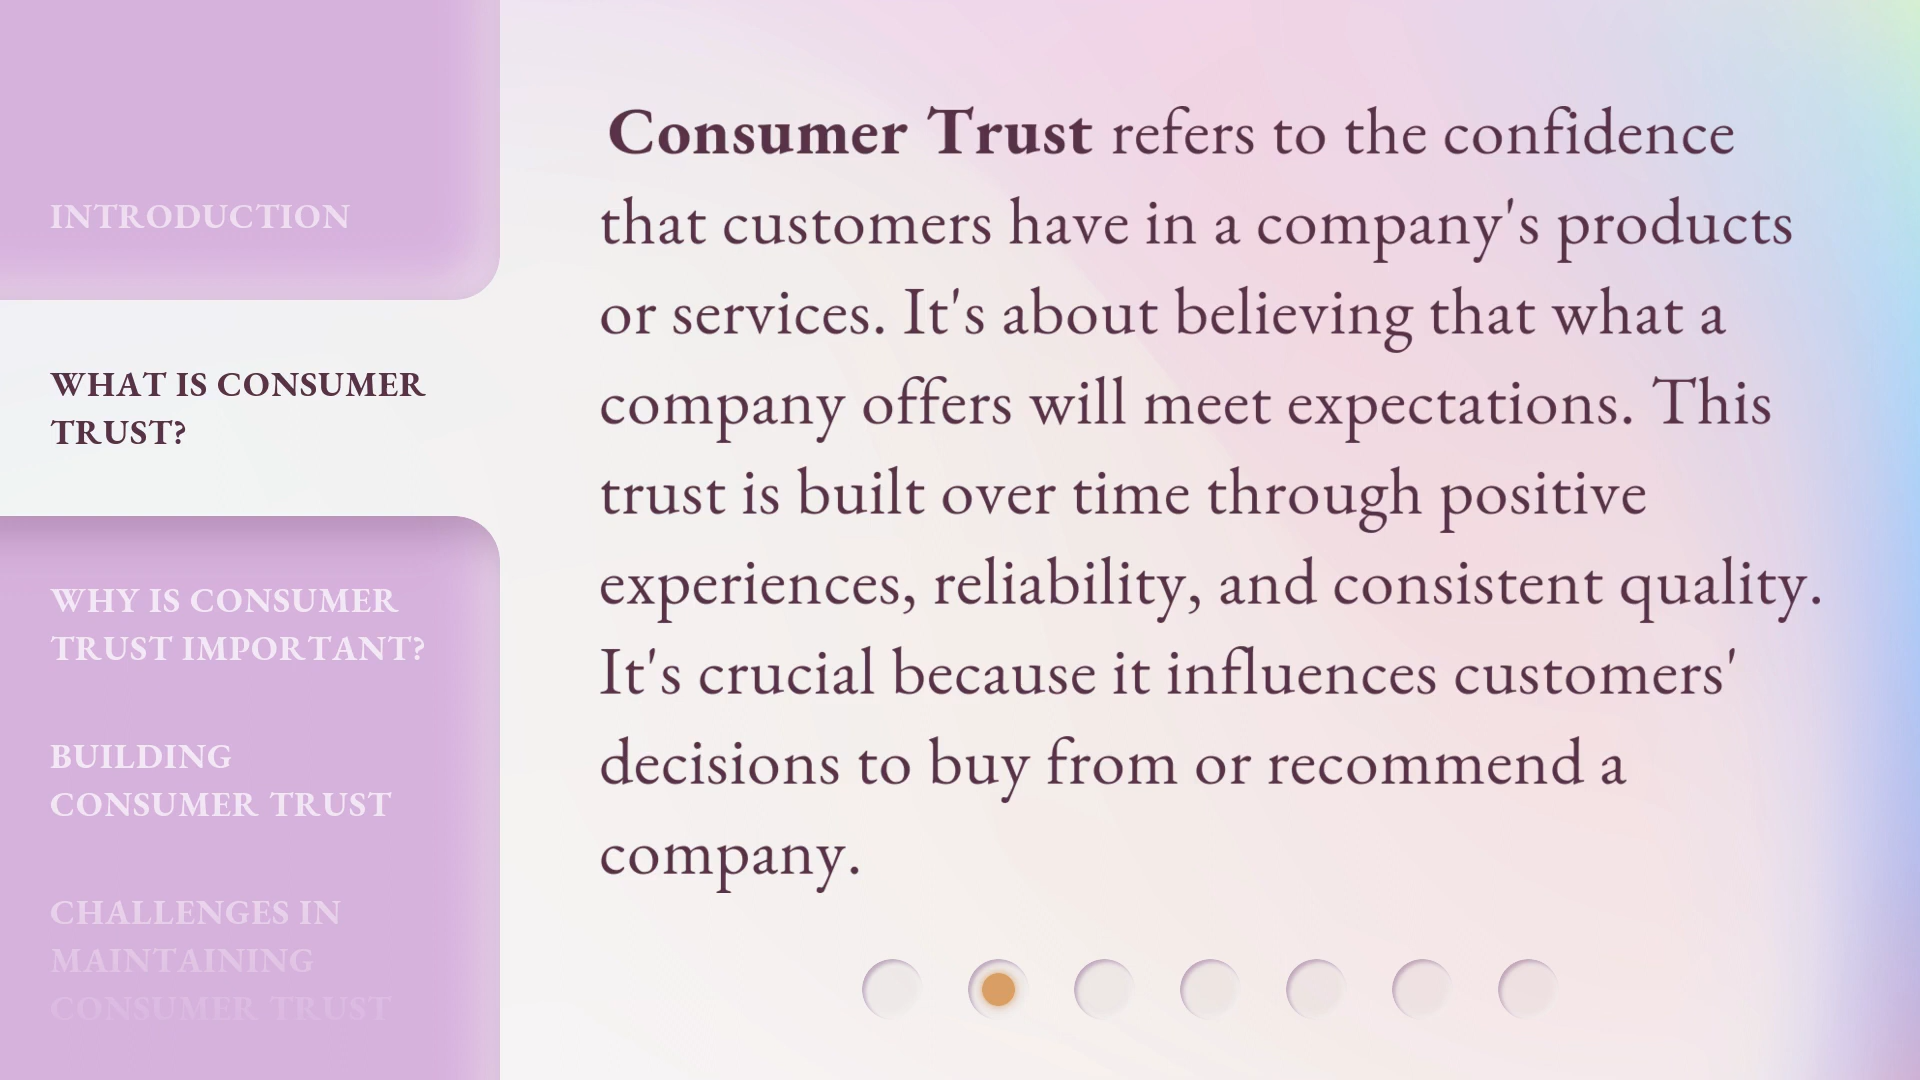 INTRODUCTION
WHAT IS CONSUMER
TRUST?
WHY IS CONSUMER
TRUST IMPORTANT?
BUILDING
CONSUMER TRUST
CHALLENGES IN
MAINTAINING
CONSUMER TRUST
Consumer Trust refers to the confidence
that customers have in a company's products
or services. It's about believing that what a
company offers will meet expectations. This
trust is built over time through positive
experiences, reliability, and consistent quality.
It's crucial because it influences customers'
decisions to buy from or recommend a
company.